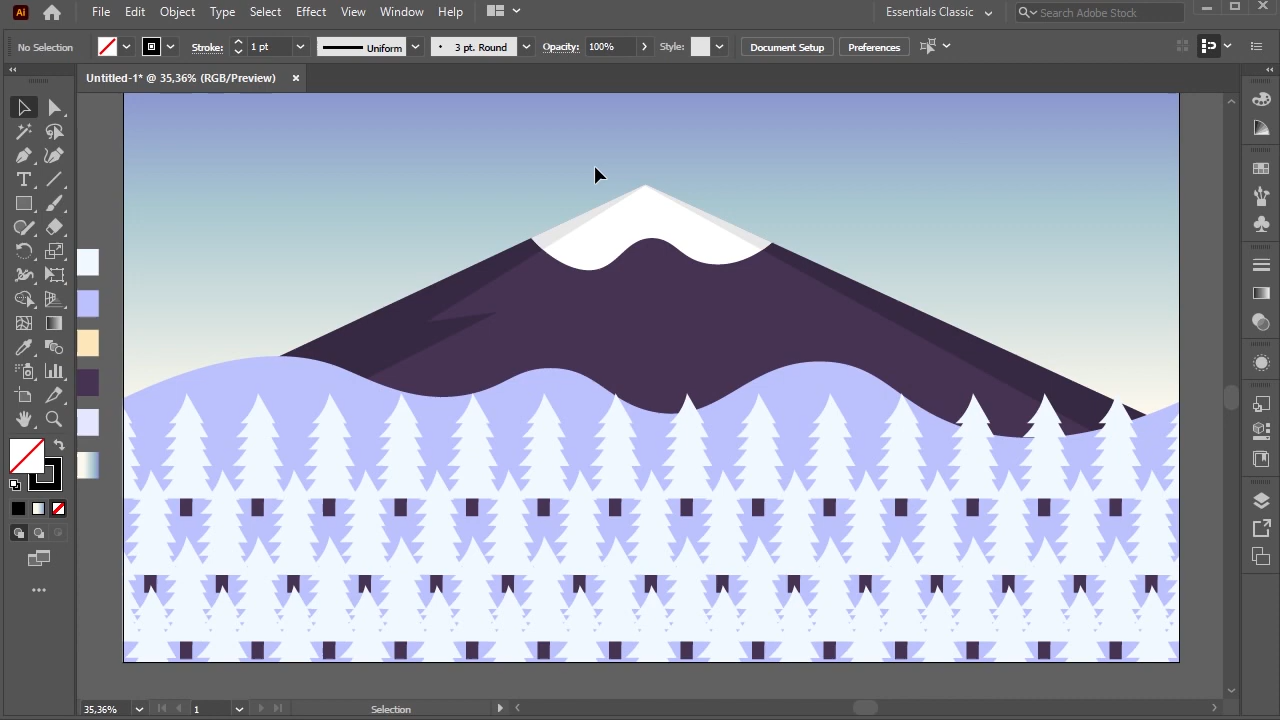 Ai File Edit Object Type Select Effect View Window Help Essentials Classic Search Adobe Stock
No Selection Stroke: 1 pt Uniform 3 pt. Round Opacity: 100% Style: Document Setup Preferences
Untitled-1* @ 35,36% (RGB/Preview)
35,36% 1 Selection